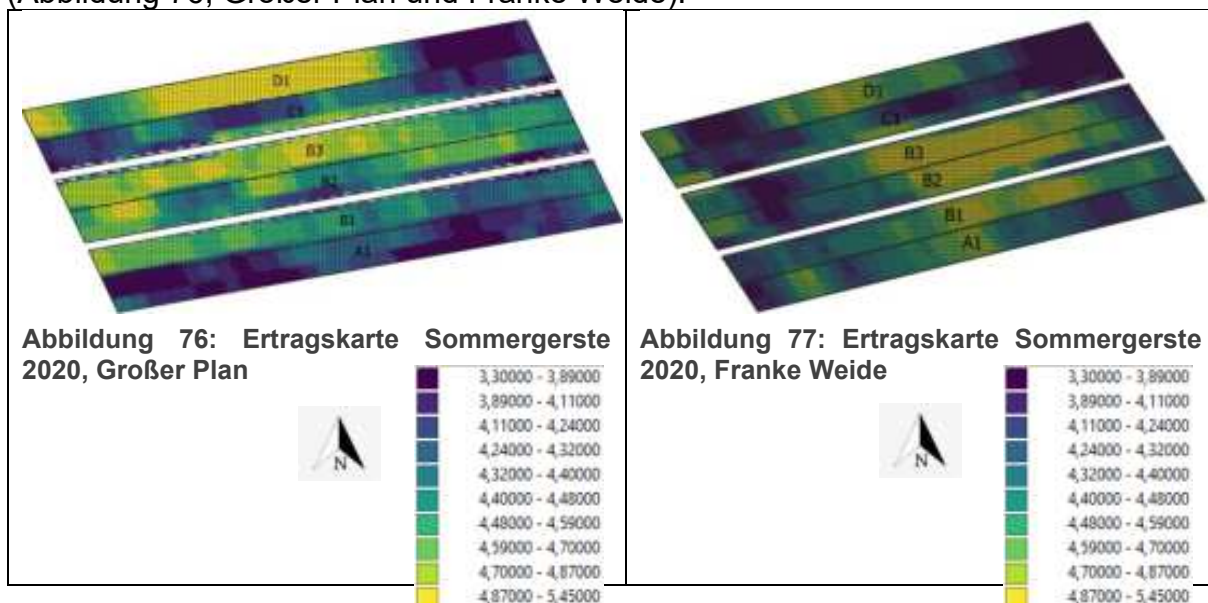 (Abbildung 76, Großer Plan und Franke Weide).
D1
C3
B3
B2
B1
A1
Abbildung 76: Ertragskarte Sommergerste
2020, Großer Plan
N
3,30000 - 3,89000
3,89000 - 4,11000
4,11000 - 4,24000
4,24000 - 4,32000
4,32000 - 4,40000
4,40000 - 4,48000
4,48000 - 4,59000
4,59000 - 4,70000
4,70000 - 4,87000
4,87000 - 5,45000
D1
C3
B3
B2
B1
A1
Abbildung 77: Ertragskarte Sommergerste
2020, Franke Weide
N
3,30000 - 3,89000
3,89000 - 4,11000
4,11000 - 4,24000
4,24000 - 4,32000
4,32000 - 4,40000
4,40000 - 4,48000
4,48000 - 4,59000
4,59000 - 4,70000
4,70000 - 4,87000
4,87000 - 5,45000